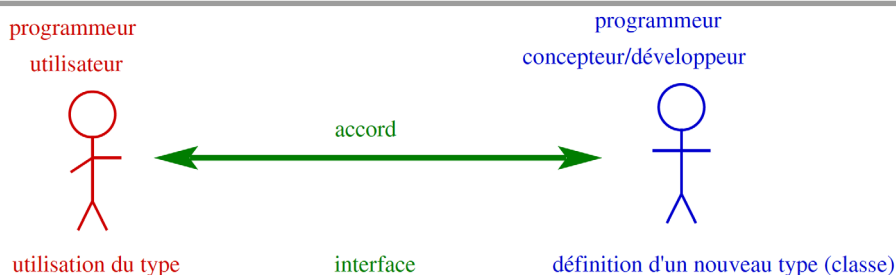 programmeur
utilisateur
programmeur
concepteur/développeur
accord
utilisation du type
interface
définition d'un nouveau type (classe)